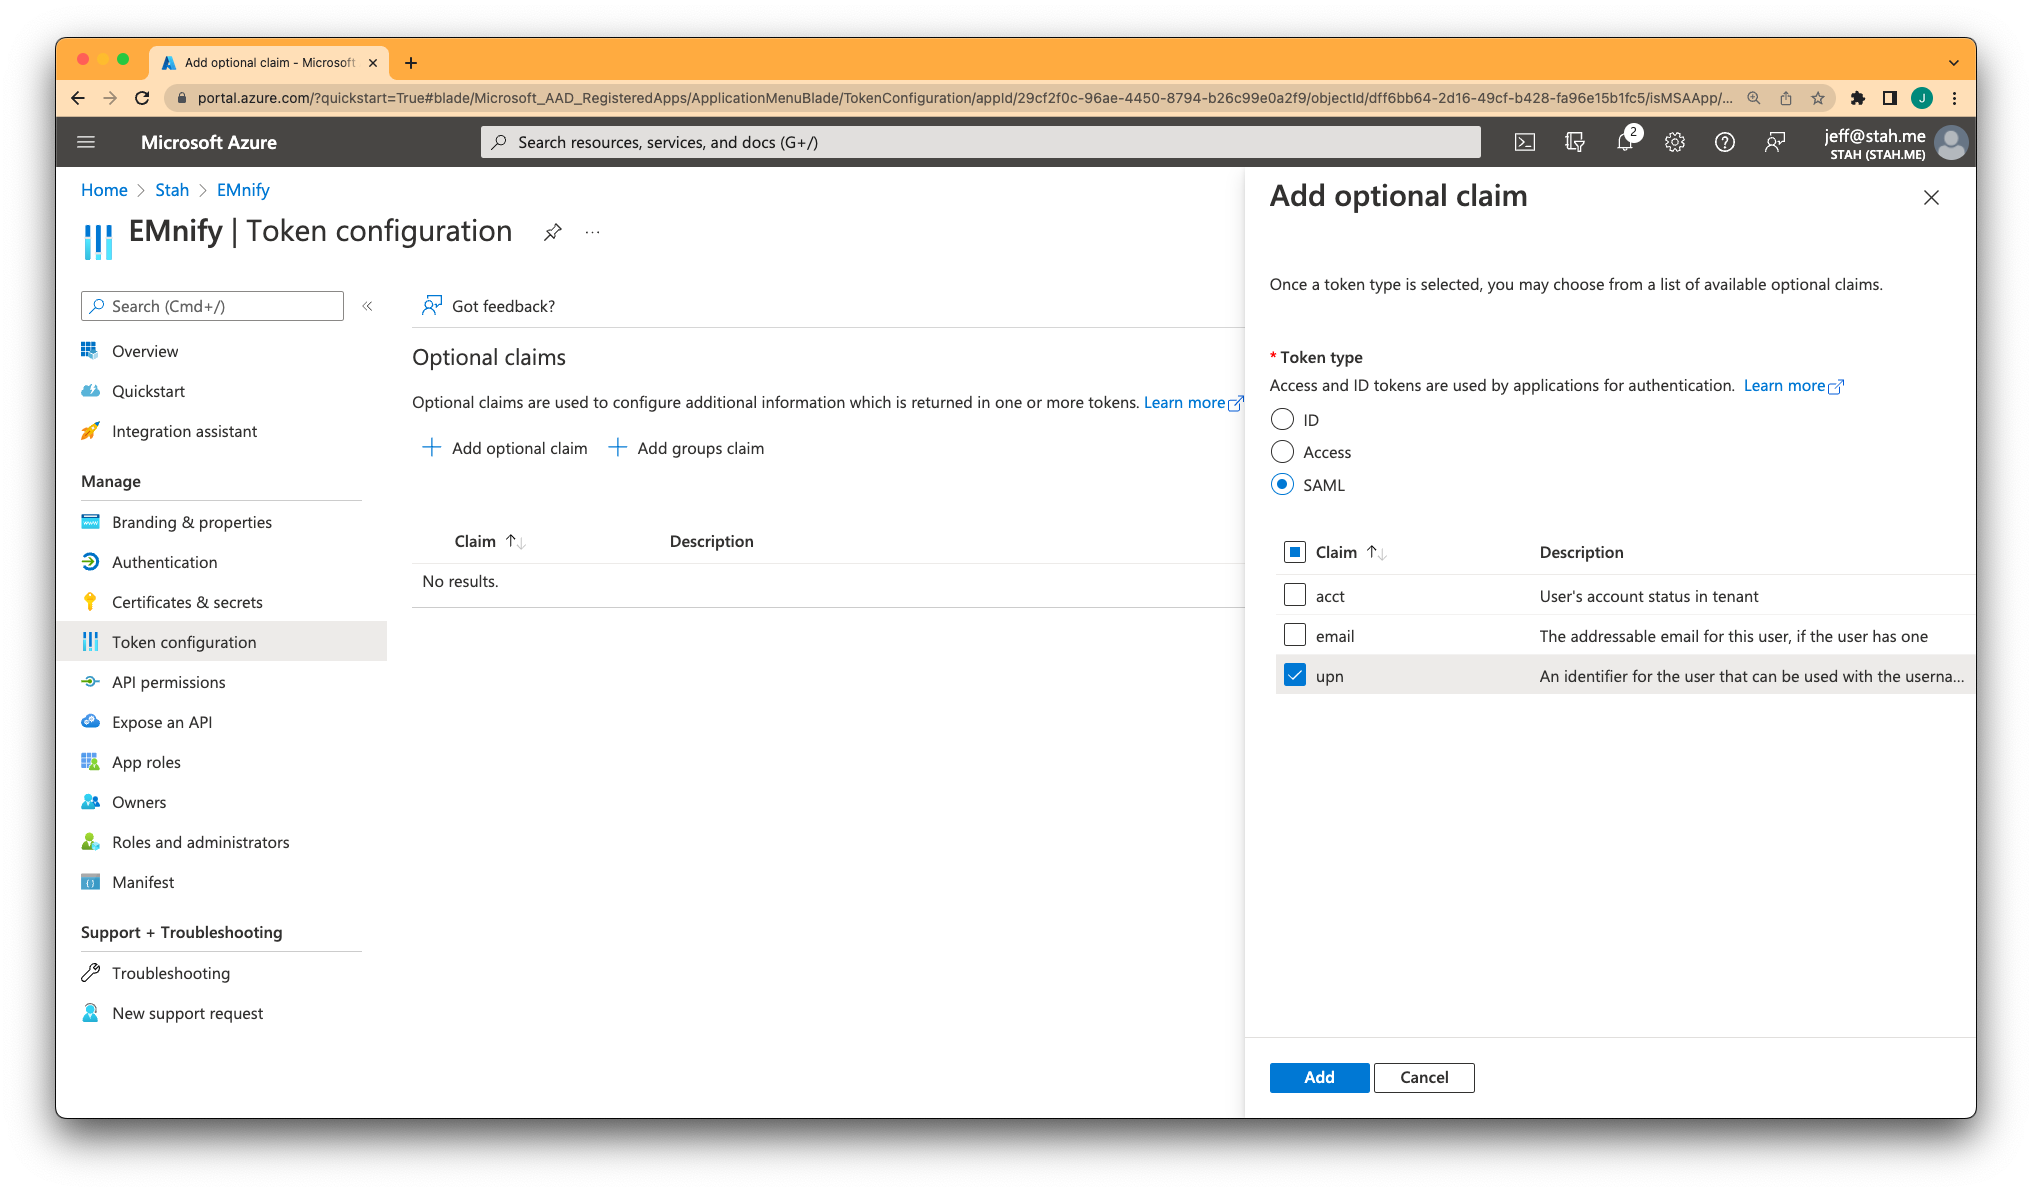 Add optional claim - Microsoft
portal.azure.com/?quickstart=True#blade/Microsoft_AAD_RegisteredApps/ApplicationMenuBlade/TokenConfiguration/appId/29cf2f0c-96ae-4450-8794-b26c99e0a2f9/objectId/dff6bb64-2d16-49cf-b428-fa96e15b1fc5/isMSAApp/...
J
Microsoft Azure
Search resources, services, and docs (G+/)
2
jeff@stah.me
STAH (STAH.ME)
Home > Stah > EMnify
EMnify | Token configuration
...
Search (Cmd+/)
«
Overview
Quickstart
Integration assistant
Manage
Branding & properties
Authentication
Certificates & secrets
Token configuration
API permissions
Expose an API
App roles
Owners
Roles and administrators
Manifest
Support + Troubleshooting
Troubleshooting
New support request
Got feedback?
Optional claims
Optional claims are used to configure additional information which is returned in one or more tokens. Learn more
Add optional claim Add groups claim
Claim Description
No results.
Add optional claim
Once a token type is selected, you may choose from a list of available optional claims.
* Token type
Access and ID tokens are used by applications for authentication. Learn more
ID
Access
SAML
Claim Description
acct User's account status in tenant
email The addressable email for this user, if the user has one
upn An identifier for the user that can be used with the userna...
Add Cancel